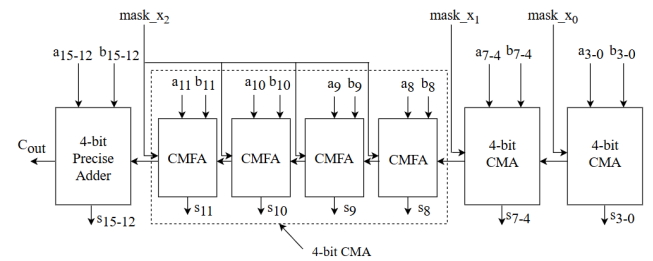 mask_x2 mask_x1 mask_x0
a15-12 b15-12 a11 b11 a10 b10 a9 b9 a8 b8 a7-4 b7-4 a3-0 b3-0
Cout
4-bit
Precise
Adder
CMFA
CMFA
CMFA
CMFA
4-bit
CMA
4-bit
CMA
s15-12 s11 s10 s9 s8 s7-4 s3-0
4-bit CMA